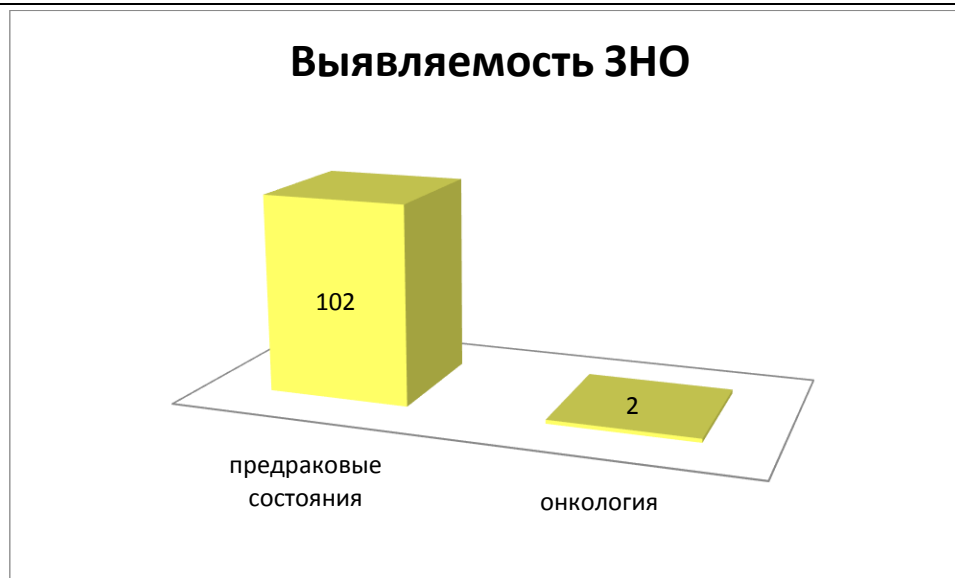 Выявляемость ЗНО
102
2
предраковые
состояния
онкология